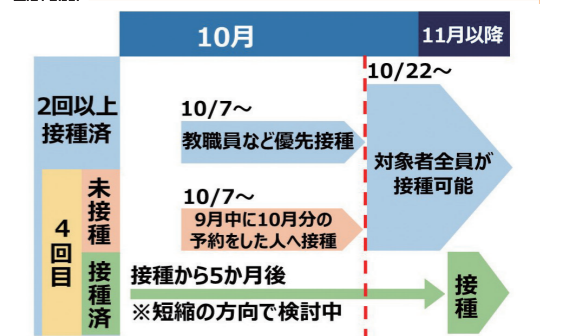 10月
11月以降
10/22～
2回以上
接種済
10/7～
教職員など優先接種
対象者全員が
接種可能
4回目
未接種
10/7～
9月中に10月分の
予約をした人へ接種
接種済
接種から5か月後
※短縮の方向で検討中
接種